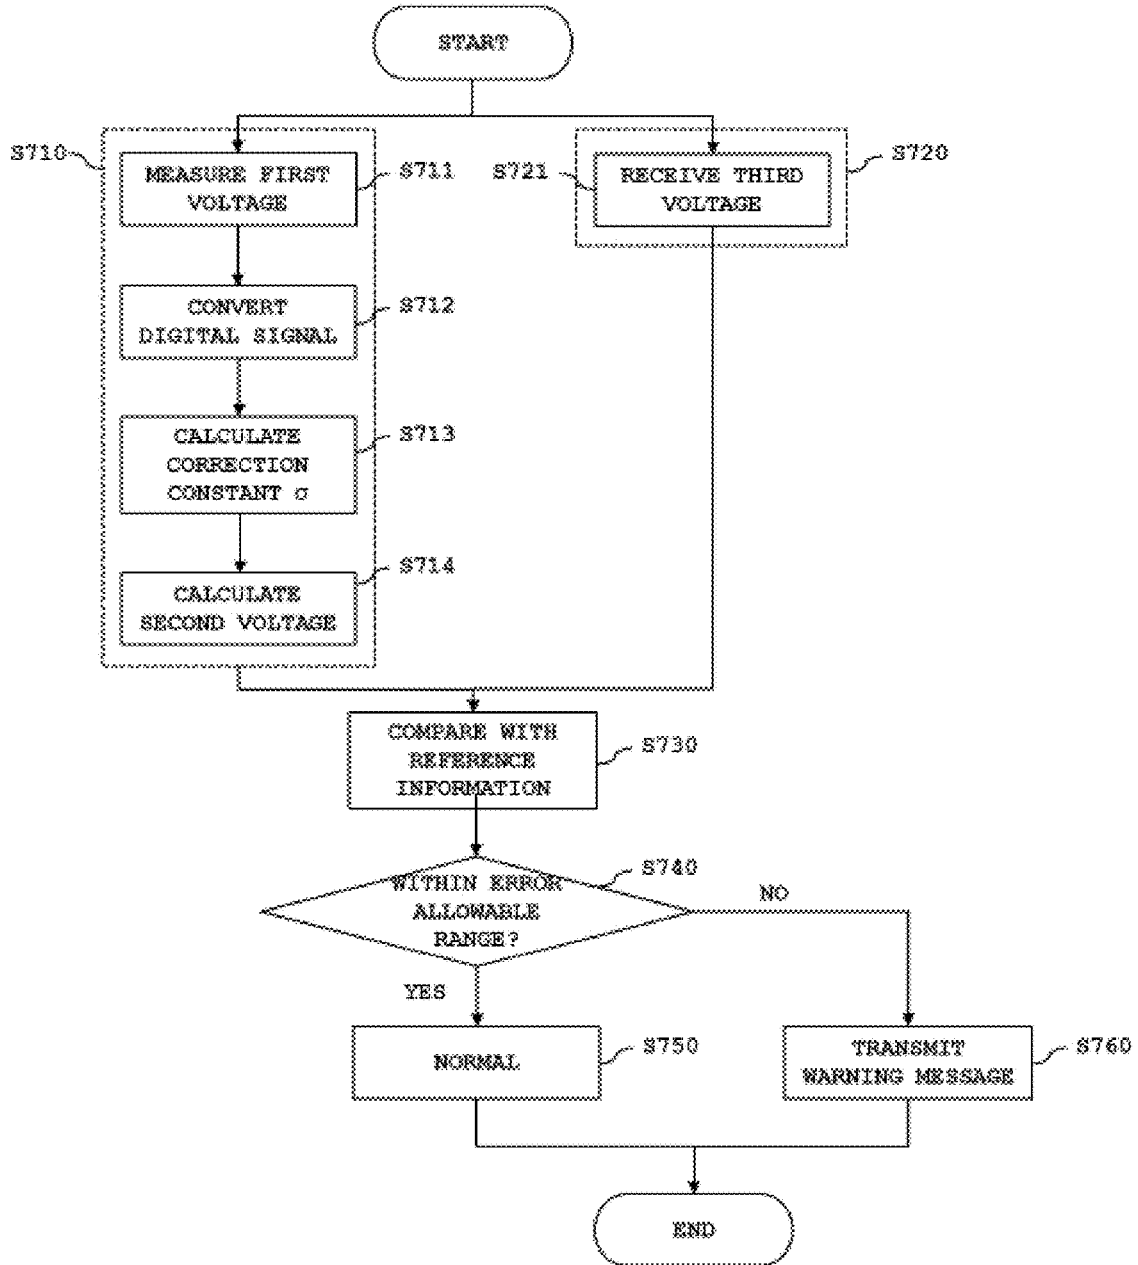 START
S710
MEASURE FIRST
VOLTAGE
S711
S721
RECEIVE THIRD
VOLTAGE
S720
CONVERT
DIGITAL SIGNAL
S712
CALCULATE
CORRECTION
CONSTANT σ
S713
CALCULATE
SECOND VOLTAGE
S714
COMPARE WITH
REFERENCE
INFORMATION
S730
WITHIN ERROR
ALLOWABLE
RANGE?
S740
NO
YES
NORMAL
S750
TRANSMIT
WARNING MESSAGE
S760
END